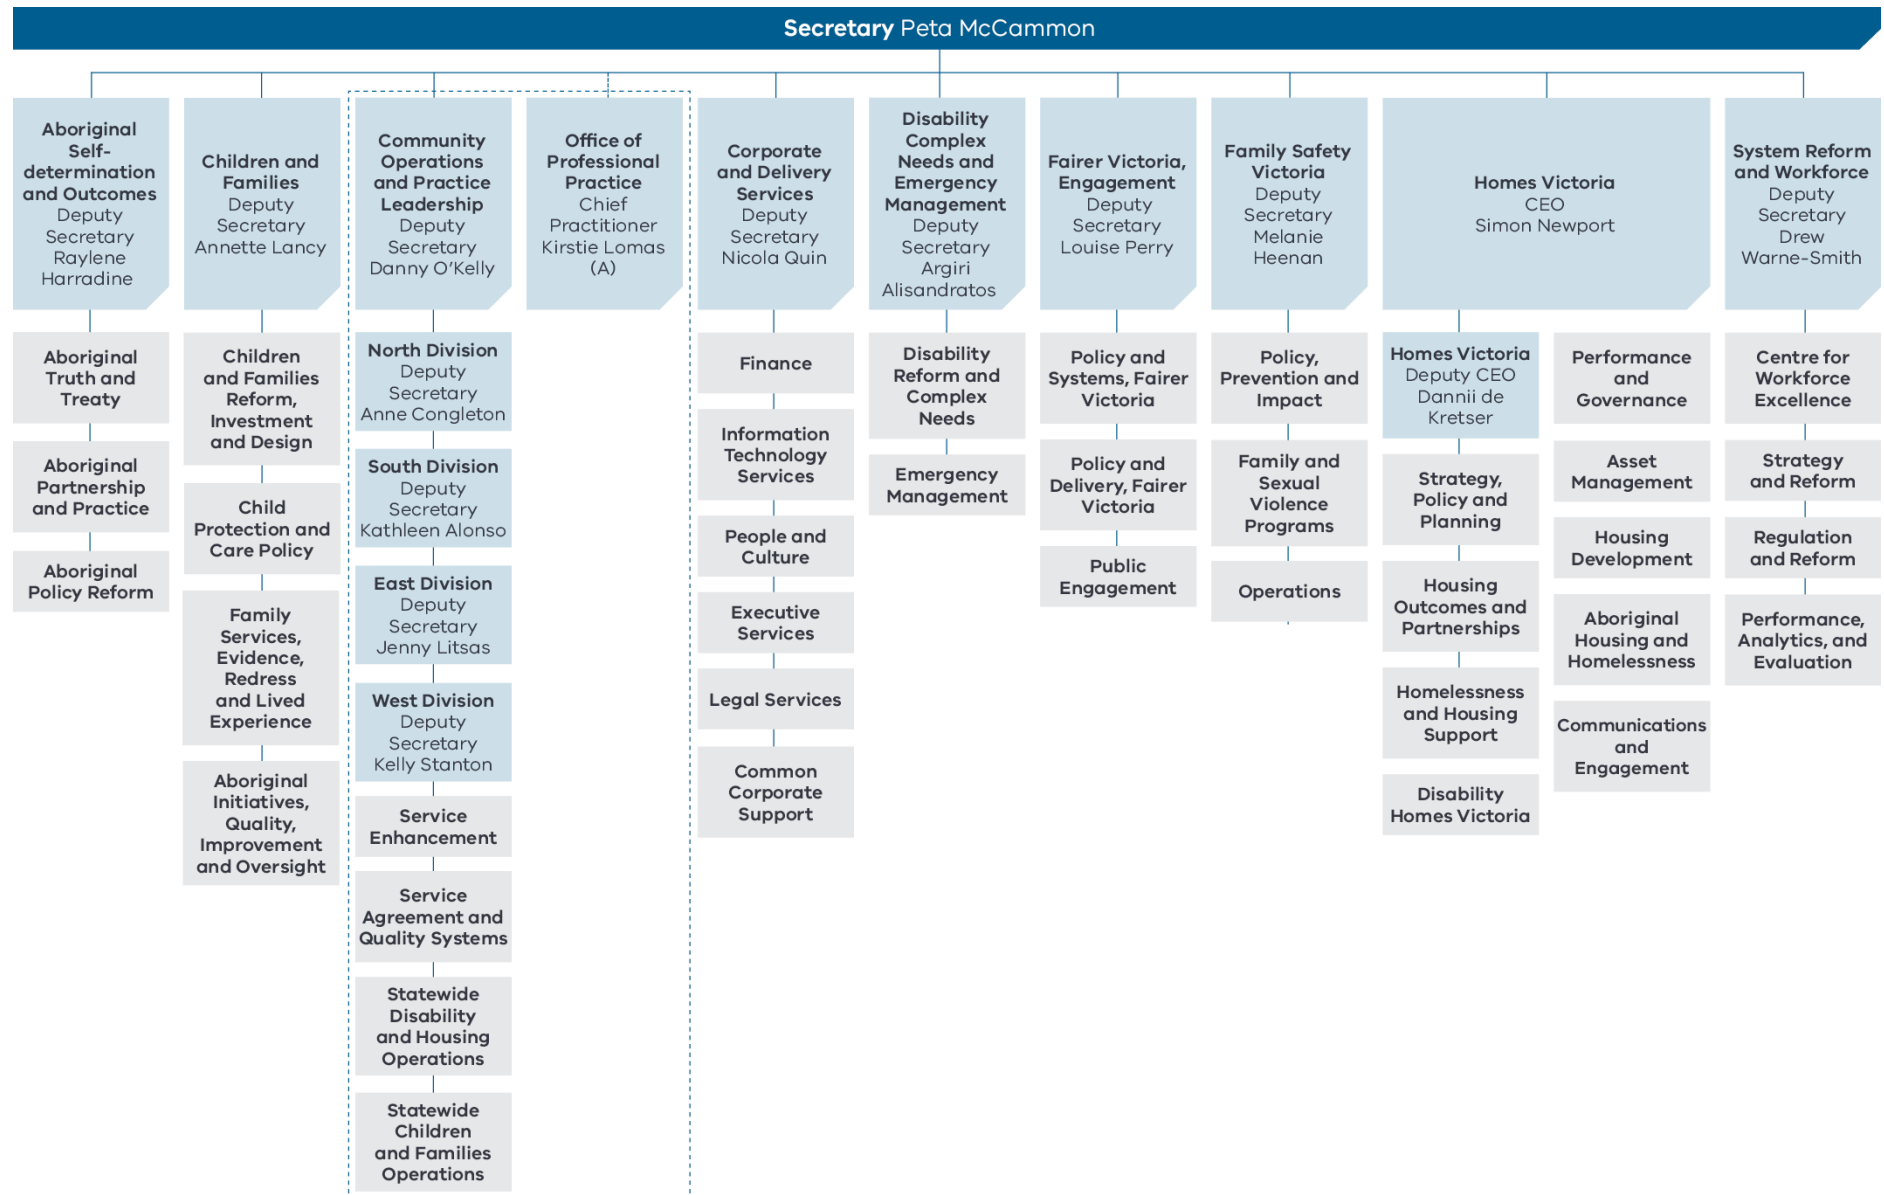 Secretary Peta McCammon
Aboriginal
Self-
determination
and Outcomes
Deputy
Secretary
Raylene
Harradine
Aboriginal
Truth and
Treaty
Aboriginal
Partnership
and Practice
Aboriginal
Policy Reform
Children and
Families
Deputy
Secretary
Annette Lancy
Children
and Families
Reform,
Investment
and Design
Child
Protection and
Care Policy
Family
Services,
Evidence,
Redress
and Lived
Experience
Aboriginal
Initiatives,
Quality,
Improvement
and Oversight
Community
Operations
and Practice
Leadership
Deputy
Secretary
Danny O’Kelly
North Division
Deputy
Secretary
Anne Congleton
South Division
Deputy
Secretary
Kathleen Alonso
East Division
Deputy
Secretary
Jenny Litsas
West Division
Deputy
Secretary
Kelly Stanton
Service
Enhancement
Service
Agreement and
Quality Systems
Statewide
Disability
and Housing
Operations
Statewide
Children
and Families
Operations
Office of
Professional
Practice
Chief
Practitioner
Kirstie Lomas
(A)
Corporate
and Delivery
Services
Deputy
Secretary
Nicola Quin
Finance
Information
Technology
Services
People and
Culture
Executive
Services
Legal Services
Common
Corporate
Support
Disability
Complex
Needs and
Emergency
Management
Deputy
Secretary
Argiri
Alisandratos
Disability
Reform and
Complex
Needs
Emergency
Management
Fairer Victoria,
Engagement
Deputy
Secretary
Louise Perry
Policy and
Systems, Fairer
Victoria
Policy and
Delivery, Fairer
Victoria
Public
Engagement
Family Safety
Victoria
Deputy
Secretary
Melanie
Heenan
Policy,
Prevention and
Impact
Family and
Sexual
Violence
Programs
Operations
Homes Victoria
CEO
Simon Newport
Homes Victoria
Deputy CEO
Dannii de
Kretser
Strategy,
Policy and
Planning
Housing
Outcomes and
Partnerships
Homelessness
and Housing
Support
Disability
Homes Victoria
Performance
and
Governance
Asset
Management
Housing
Development
Aboriginal
Housing and
Homelessness
Communications
and
Engagement
System Reform
and Workforce
Deputy
Secretary
Drew
Warne-Smith
Centre for
Workforce
Excellence
Strategy
and Reform
Regulation
and Reform
Performance,
Analytics, and
Evaluation